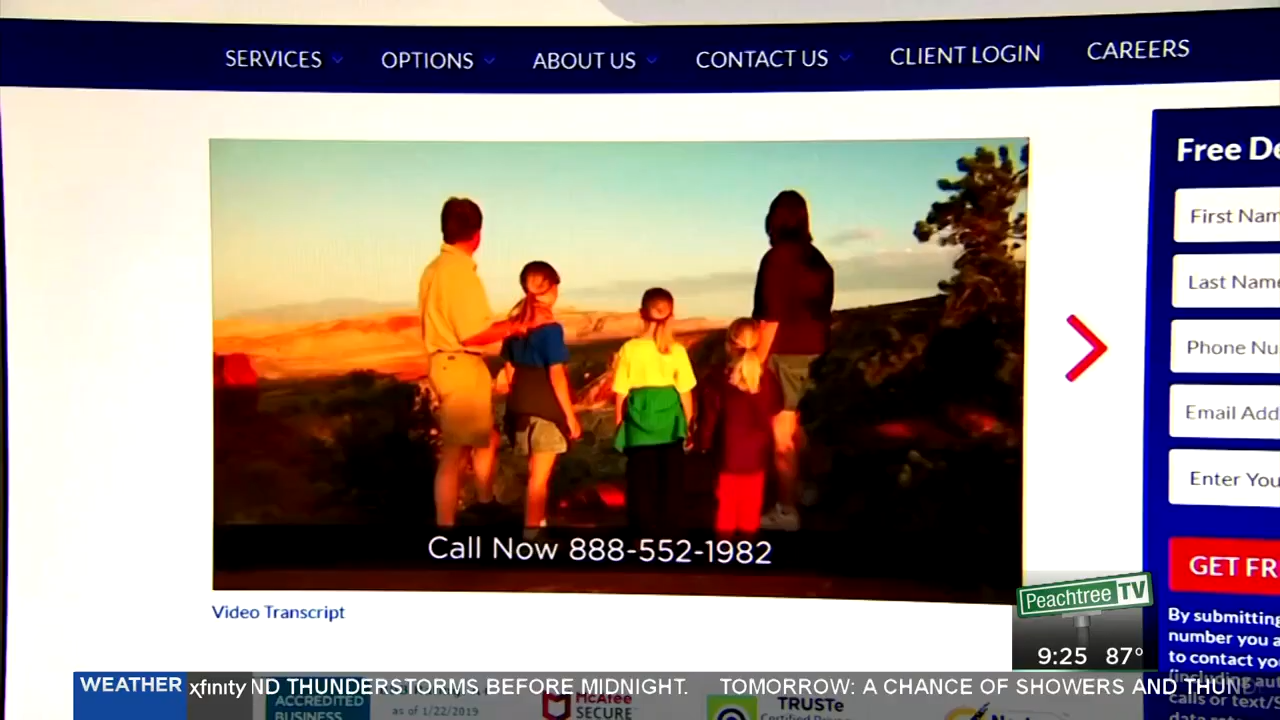 SERVICES OPTIONS ABOUT US CONTACT US CLIENT LOGIN CAREERS
Free De
First Nam
Last Name
Phone Nu
Email Add
Enter You
GET FR
By submitting
number you a
to contact yo
calls or text/s
Call Now 888-552-1982
Video Transcript
Peachtree TV
9:25 87°
WEATHER xfinity ND THUNDERSTORMS BEFORE MIDNIGHT. TOMORROW: A CHANCE OF SHOWERS AND THUN
ACCREDITED
BUSINESS
as of 1/22/2019
McAfee
SECURE
TRUSTe